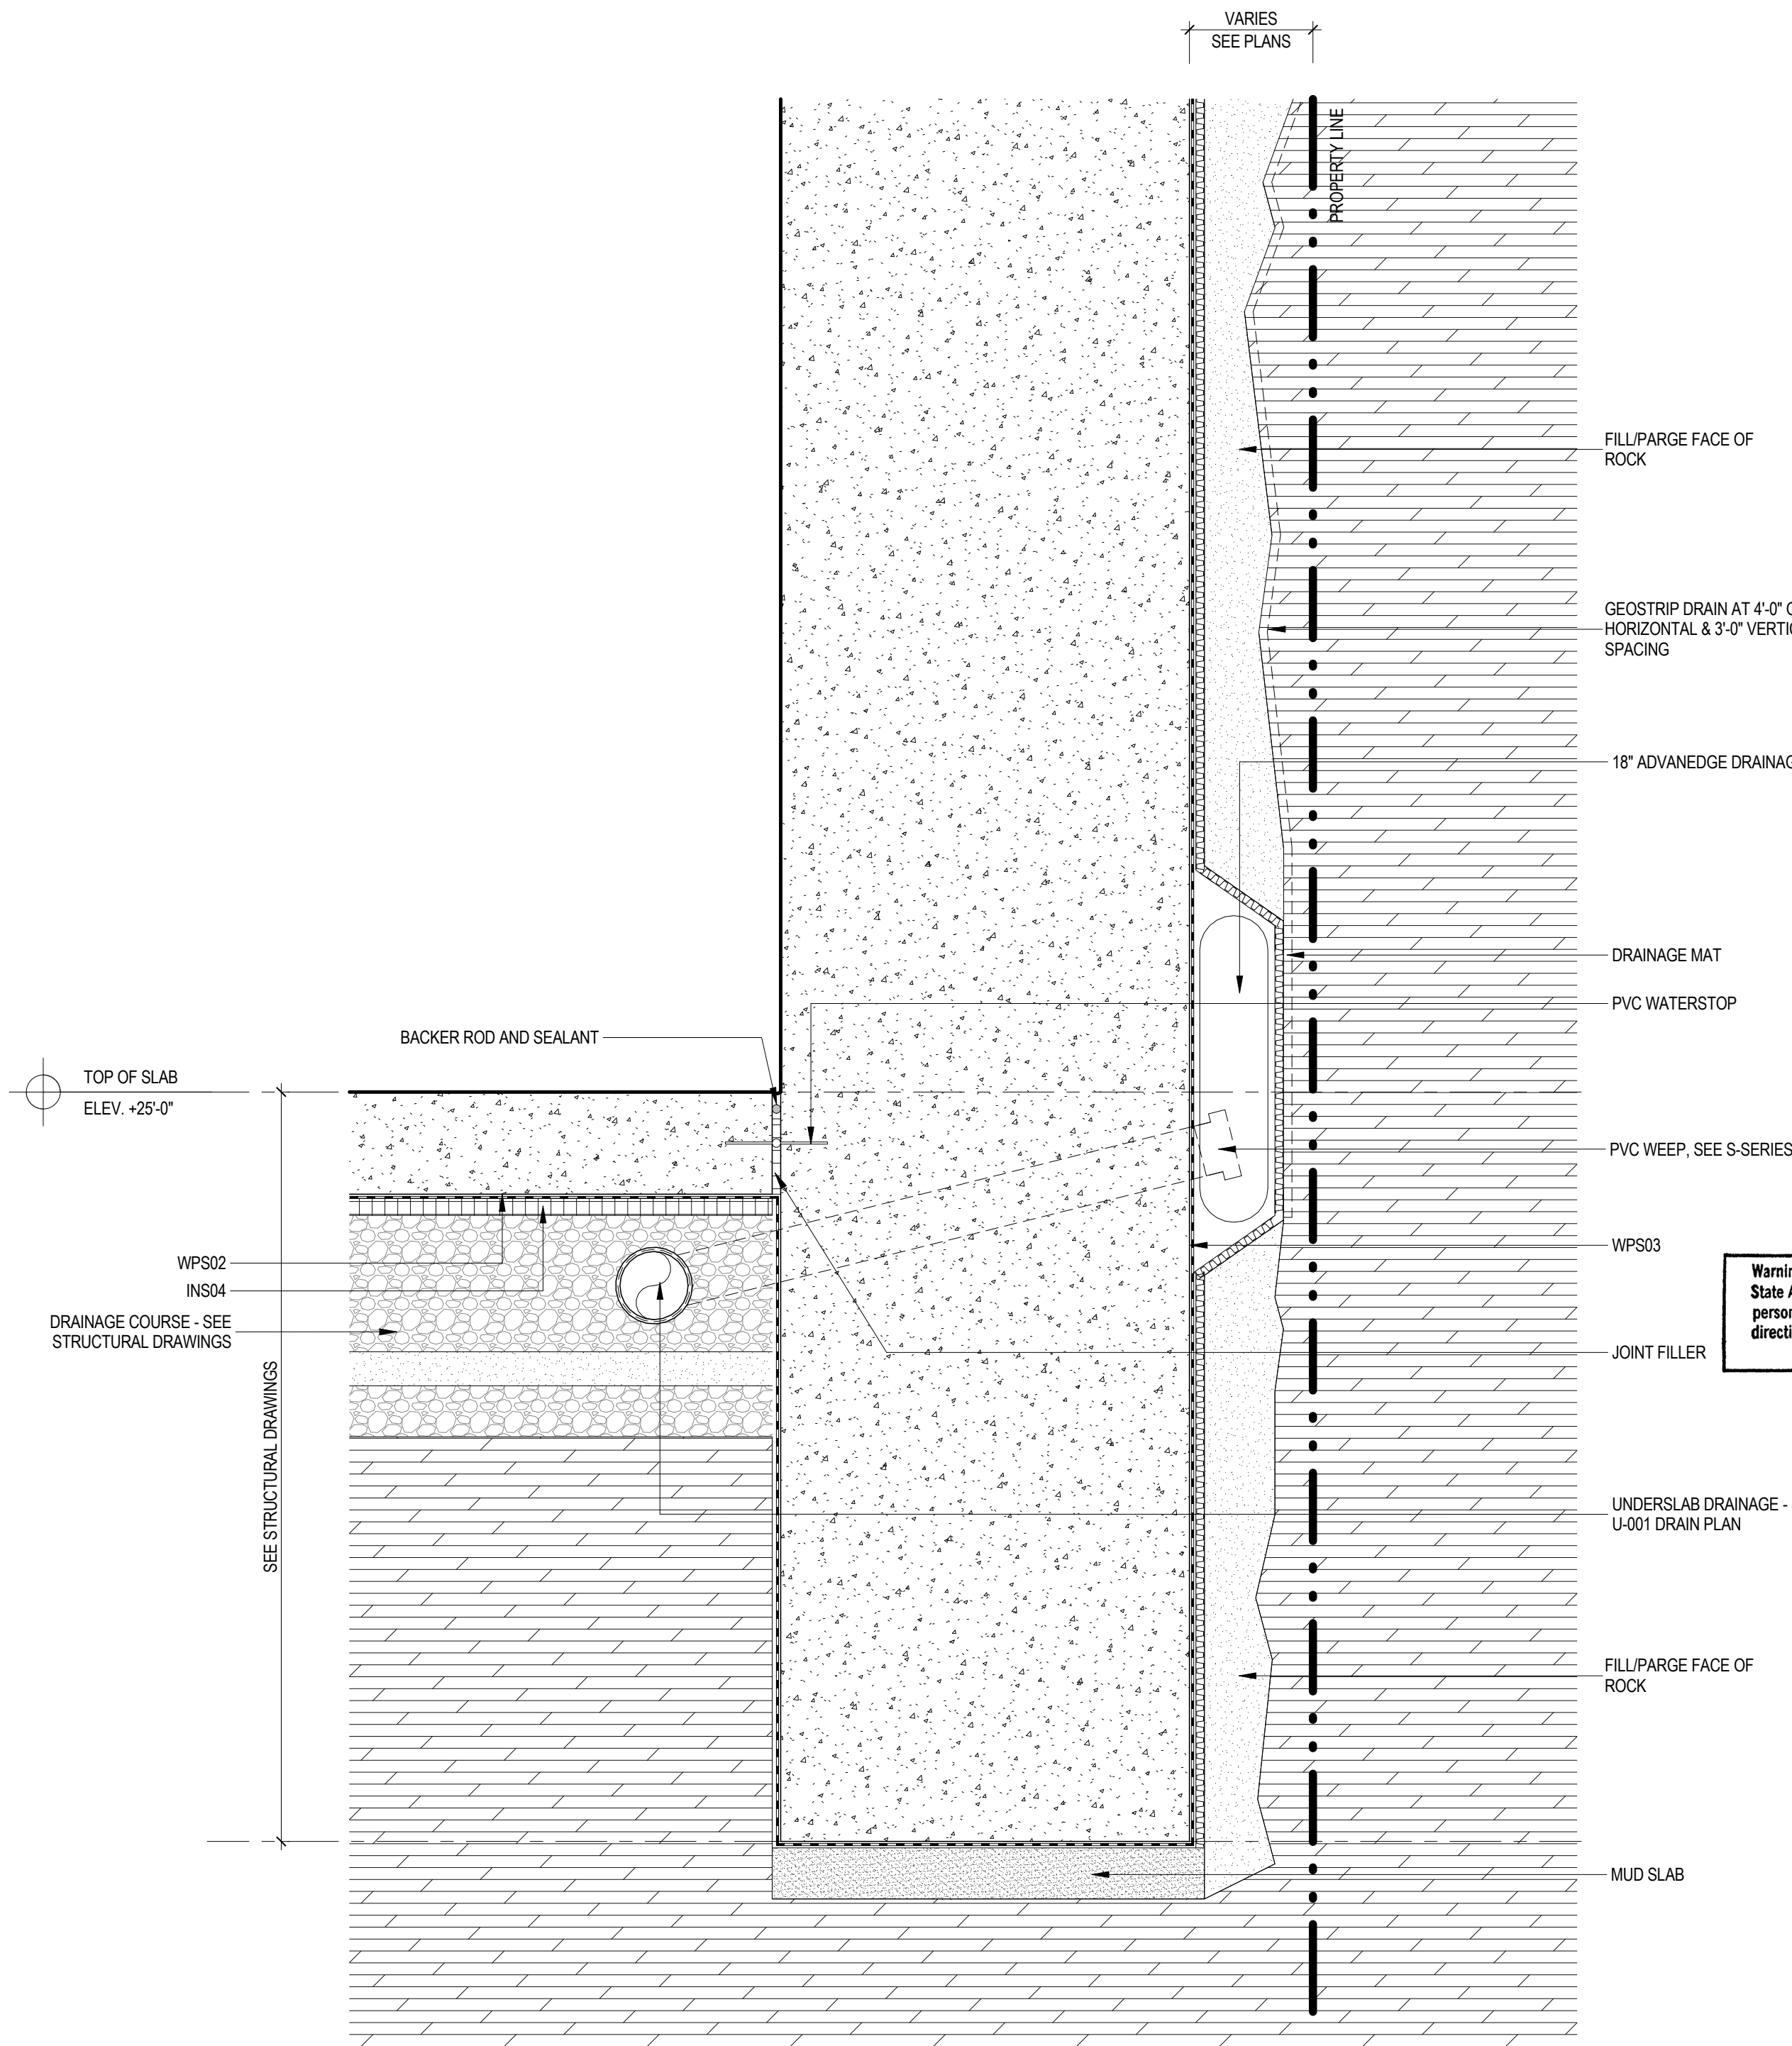 VARIES
SEE PLANS
PROPERTY LINE
FILL/PARGE FACE OF
ROCK
GEOSTRIP DRAIN AT 4'-0"
HORIZONTAL & 3'-0"
SPACING
18" ADVANEDGE
DRAINAGE MAT
PVC WATERSTOP
BACKER ROD AND SEALANT
TOP OF SLAB
ELEV. +25'-0"
PVC WEEP, SEE S-SERIES
WPS03
WPS02
INS04
DRAINAGE COURSE - SEE
STRUCTURAL DRAWINGS
State
JOINT FILLER
SEE STRUCTURAL DRAWINGS
UNDERSLAB DRAINAGE -
U-001 DRAIN PLAN
FILL/PARGE FACE OF
ROCK
MUD SLAB